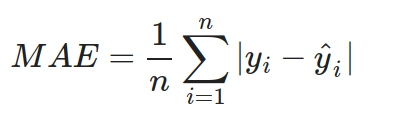 MAE = \frac{1}{n} \sum_{i=1}^{n} |y_i - \hat{y}_i|